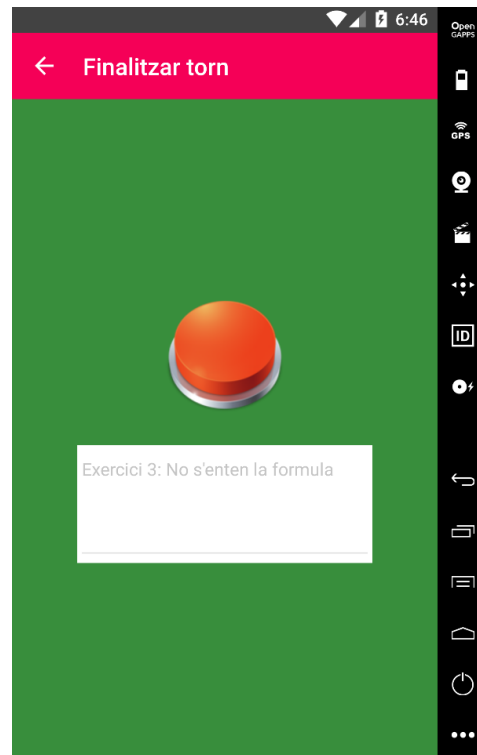 6:46
Finalitzar torn
Exercici 3: No s'enten la formula
Open
GAPPS
GPS
ID